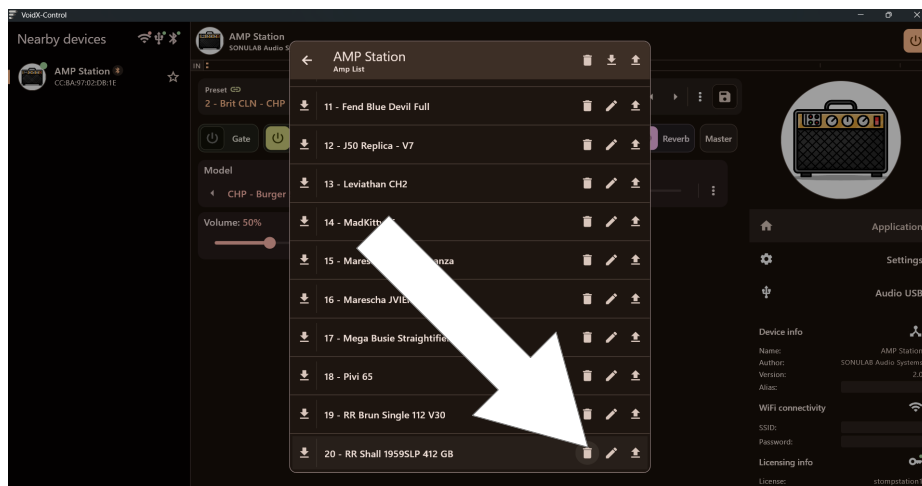 VoidX-Control
Nearby devices
AMP Station
CC:BA:97:02:DB:1E
AMP Station
SONULAB Audio S
IN
Preset
2 - Brit CLN - CHP
Gate
Reverb
Master
Model
CHP - Burger
Volume: 50%
AMP Station
Amp List
11 - Fend Blue Devil Full
12 - J50 Replica - V7
13 - Leviathan CH2
14 - MadKitty
15 - Mares anza
16 - Marescha JVIE
17 - Mega Busie Straightifie
18 - Pivi 65
19 - RR Brun Single 112 V30
20 - RR Shall 1959SLP 412 GB
Application
Settings
Audio USB
Device info
Name: AMP Station
Author: SONULAB Audio Systems
Version: 2.0
Alias:
WiFi connectivity
SSID:
Password:
Licensing info
License: stompstation